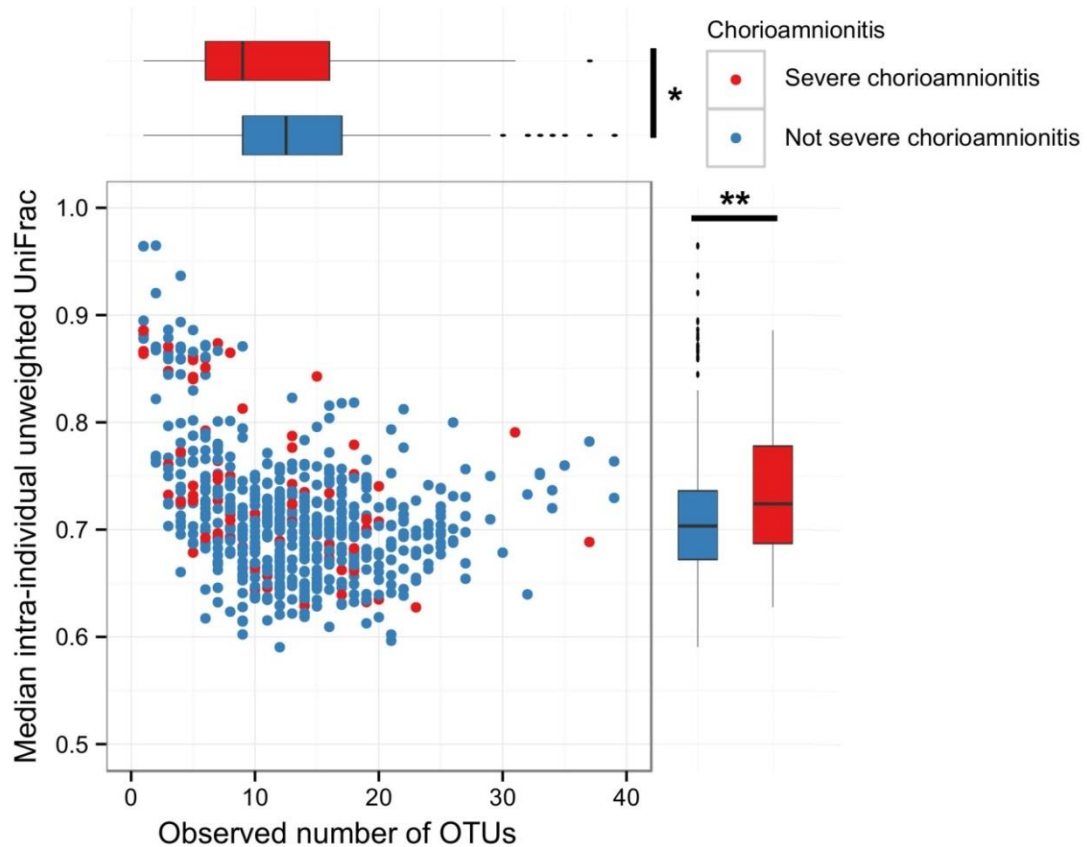 Chorioamnionitis
Severe chorioamnionitis
Not severe chorioamnionitis
*
**
Median intra-individual unweighted UniFrac
1.0
0.9
0.8
0.7
0.6
0.5
0 10 20 30 40
Observed number of OTUs